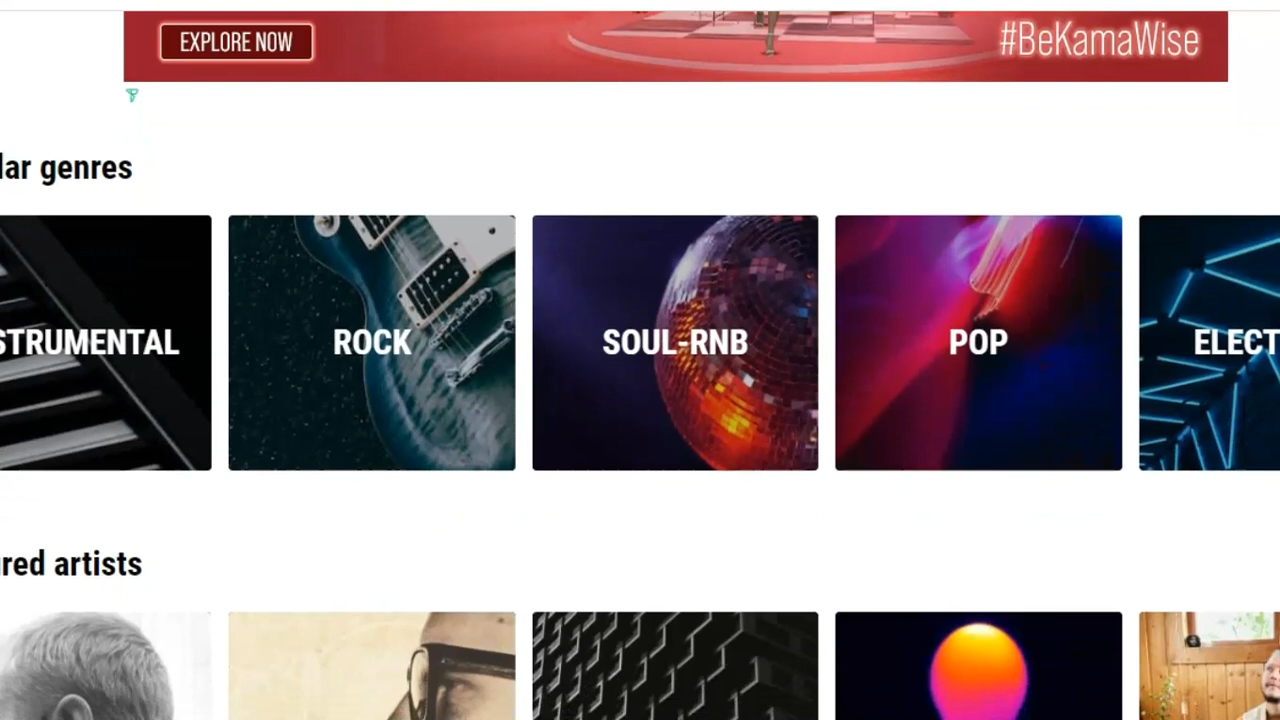 EXPLORE NOW
#BeKamaWise
lar genres
STRUMENTAL
ROCK
SOUL-RNB
POP
ELECT
red artists